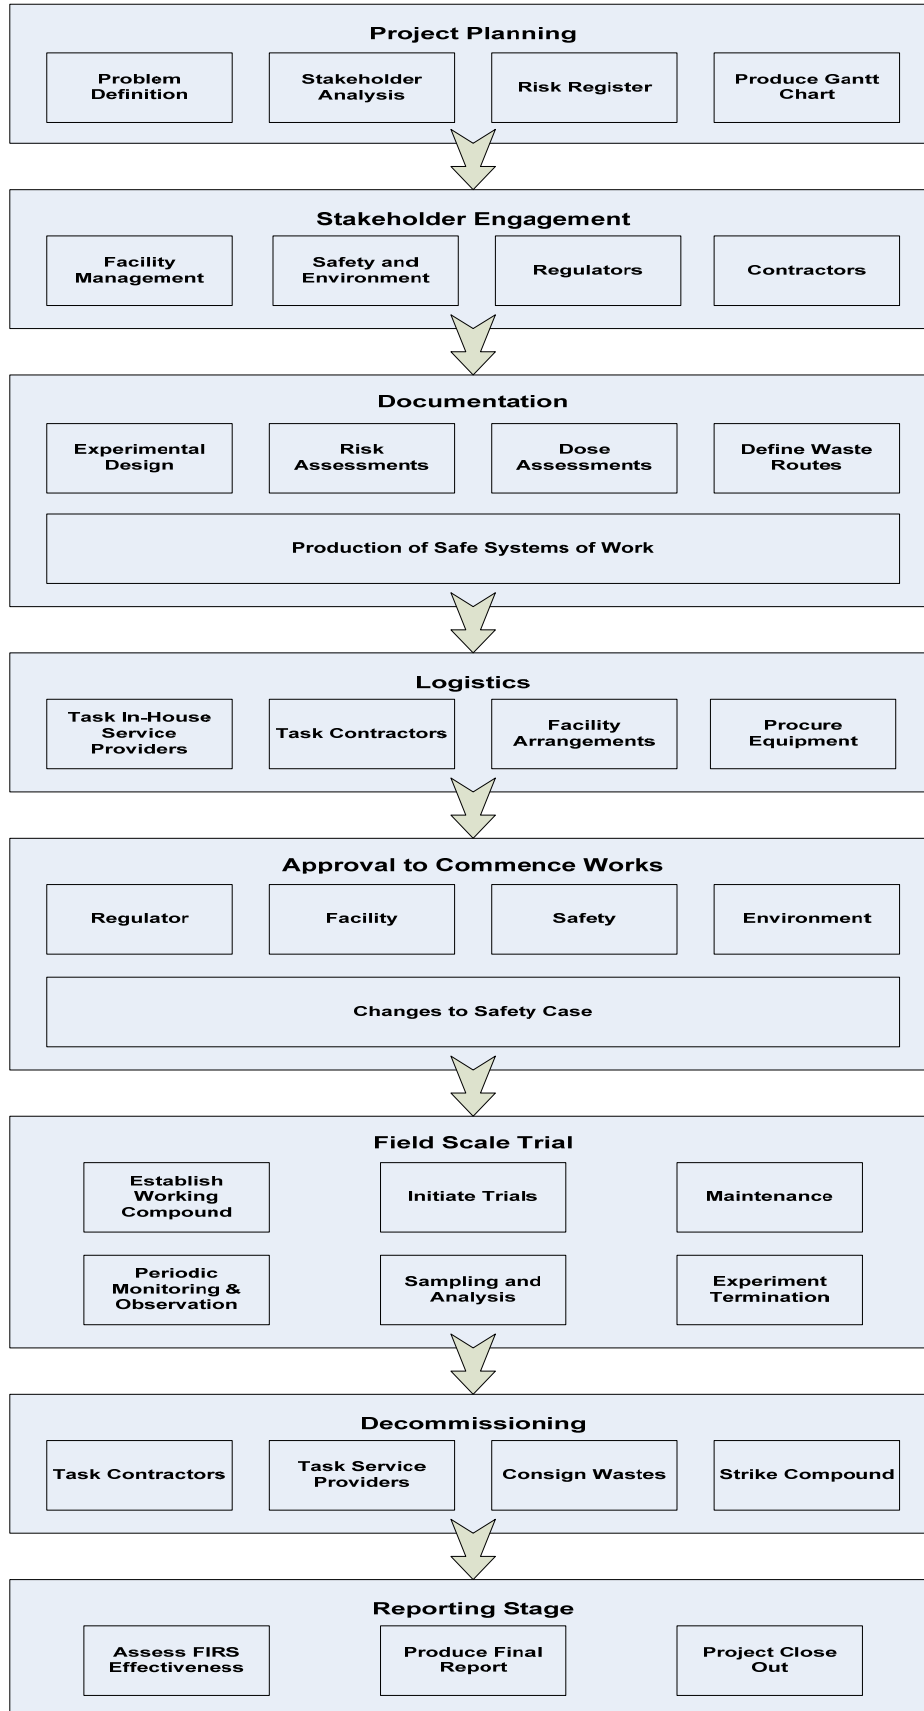 Project Planning
Problem
Definition
Stakeholder
Analysis
Risk Register
Produce Gantt
Chart
Stakeholder Engagement
Facility
Management
Safety and
Environment
Regulators
Contractors
Documentation
Experimental
Design
Risk
Assessments
Dose
Assessments
Define Waste
Routes
Production of Safe Systems of Work
Logistics
Task In-House
Service
Providers
Task Contractors
Facility
Arrangements
Procure
Equipment
Approval to Commence Works
Regulator
Facility
Safety
Environment
Changes to Safety Case
Field Scale Trial
Establish
Working
Compound
Initiate Trials
Maintenance
Periodic
Monitoring &
Observation
Sampling and
Analysis
Experiment
Termination
Decommissioning
Task Contractors
Task Service
Providers
Consign Wastes
Strike Compound
Reporting Stage
Assess FIRS
Effectiveness
Produce Final
Report
Project Close
Out